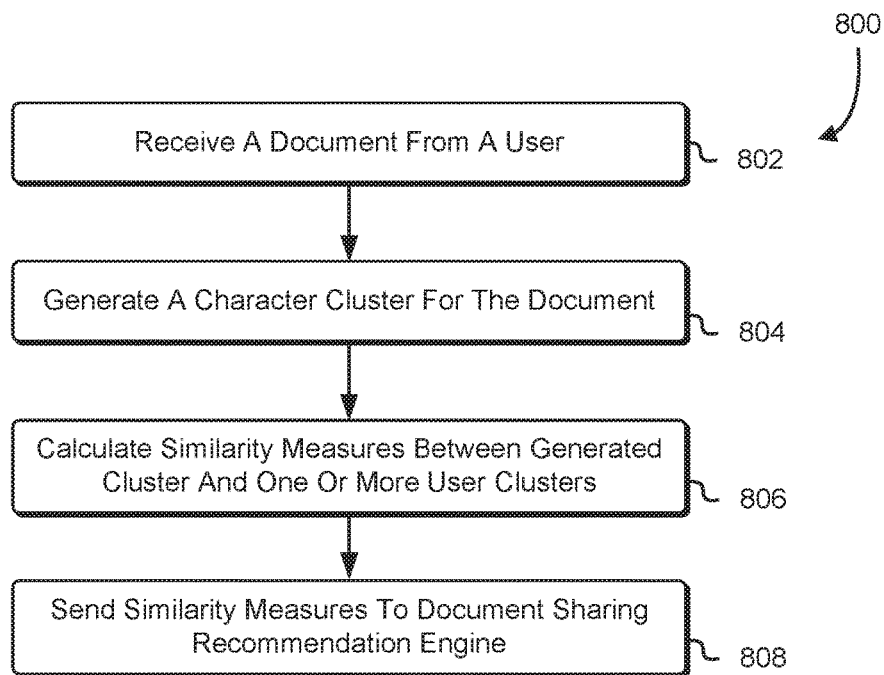 800
Receive A Document From A User
802
Generate A Character Cluster For The Document
804
Calculate Similarity Measures Between Generated
Cluster And One Or More User Clusters
806
Send Similarity Measures To Document Sharing
Recommendation Engine
808